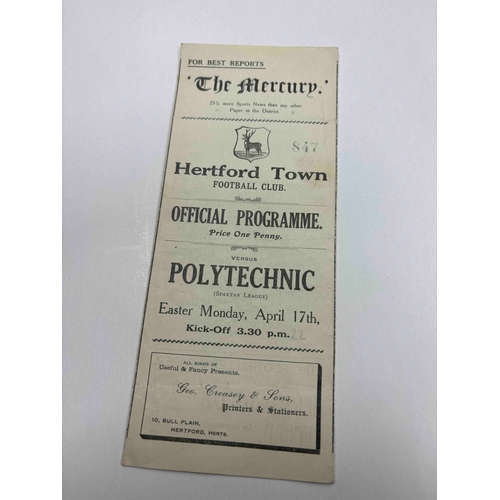 FOR BEST REPORTS
'The Mercury.'
25% more Sports News than any other
Paper in the District.
847
Hertford Town
FOOTBALL CLUB.
OFFICIAL PROGRAMME.
Price One Penny.
VERSUS
POLYTECHNIC
(SPARTAN LEAGUE)
Easter Monday, April 17th,
Kick-Off 3.30 p.m. 22
ALL KINDS OF
Useful & Fancy Presents.
Geo. Creasey & Sons,
Printers & Stationers.
10, BULL PLAIN,
HERTFORD, HERTS.